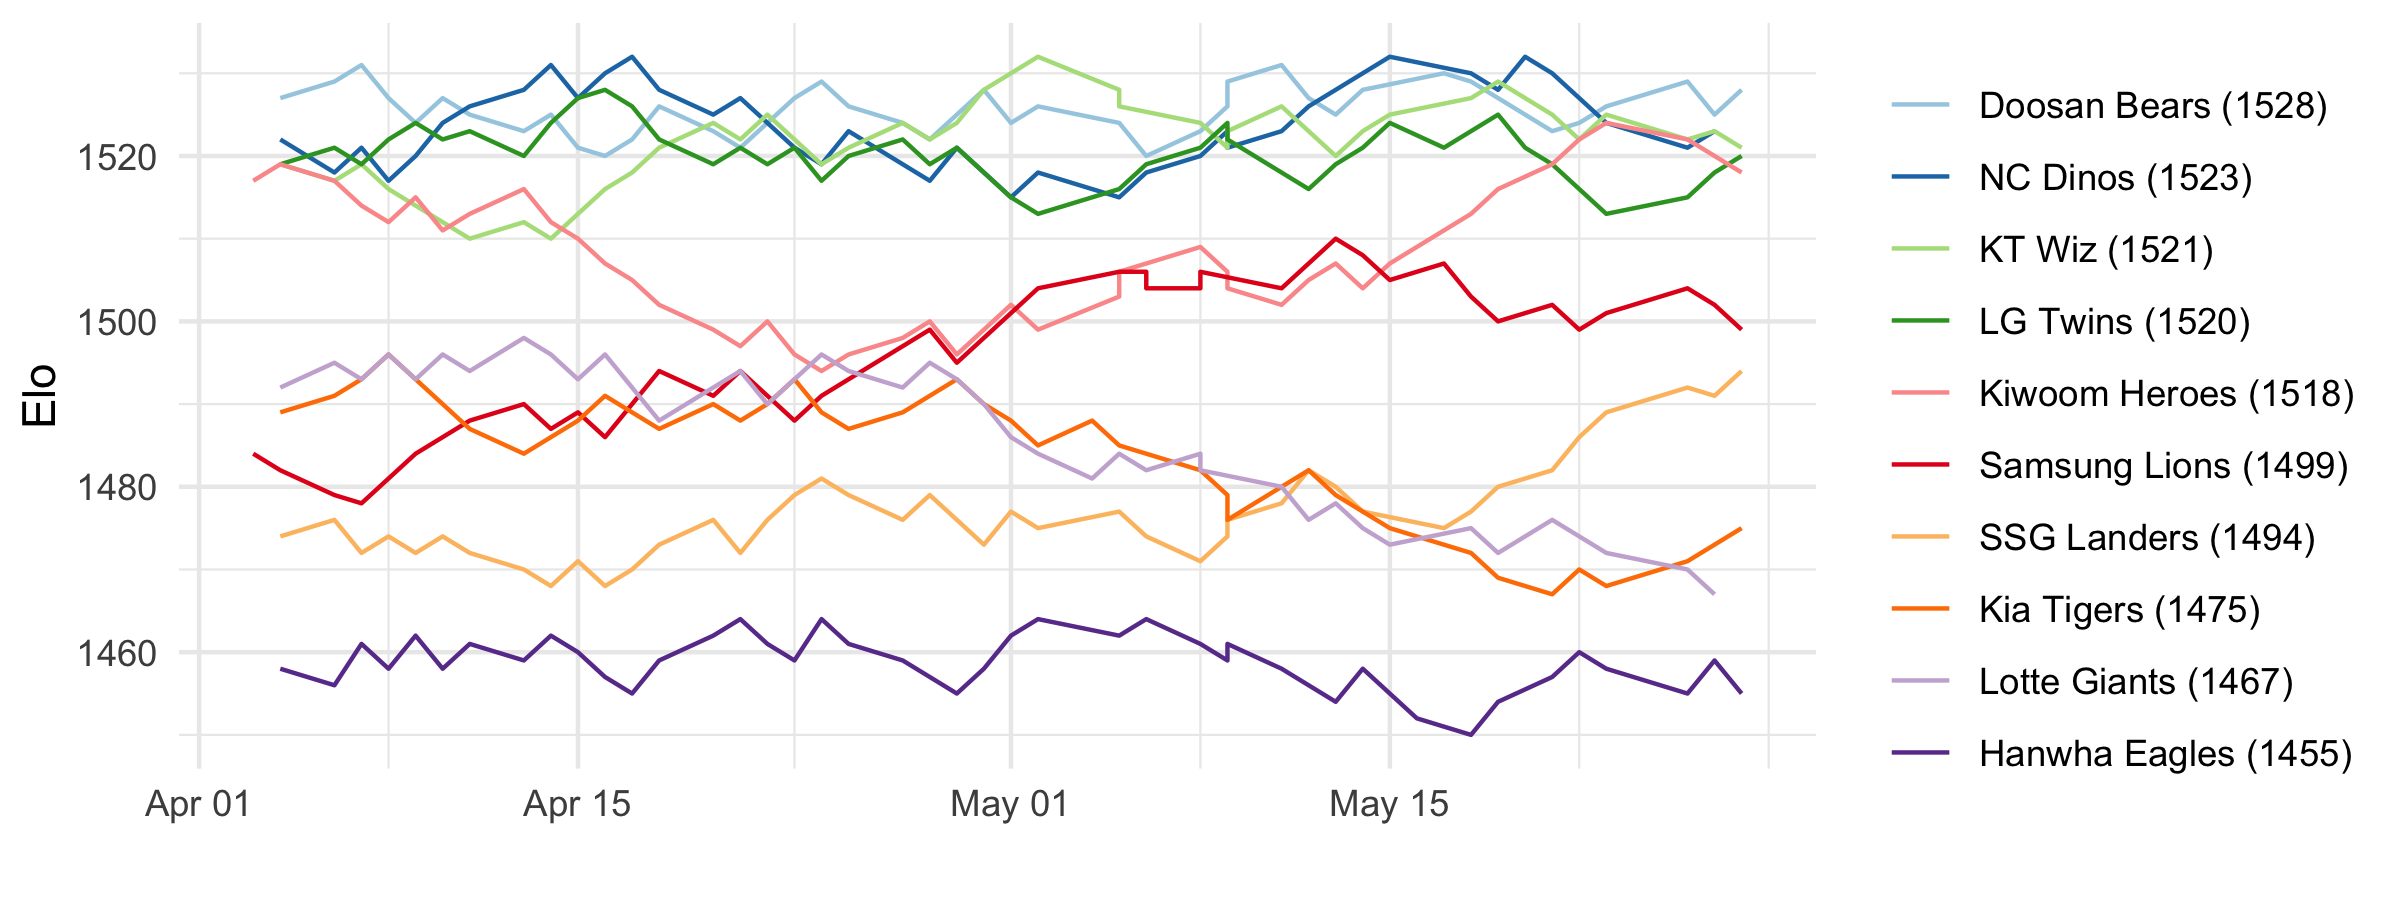 Elo
1520
1500
1480
1460
Apr 01
Apr 15
May 01
May 15
Doosan Bears (1528)
NC Dinos (1523)
KT Wiz (1521)
LG Twins (1520)
Kiwoom Heroes (1518)
Samsung Lions (1499)
SSG Landers (1494)
Kia Tigers (1475)
Lotte Giants (1467)
Hanwha Eagles (1455)